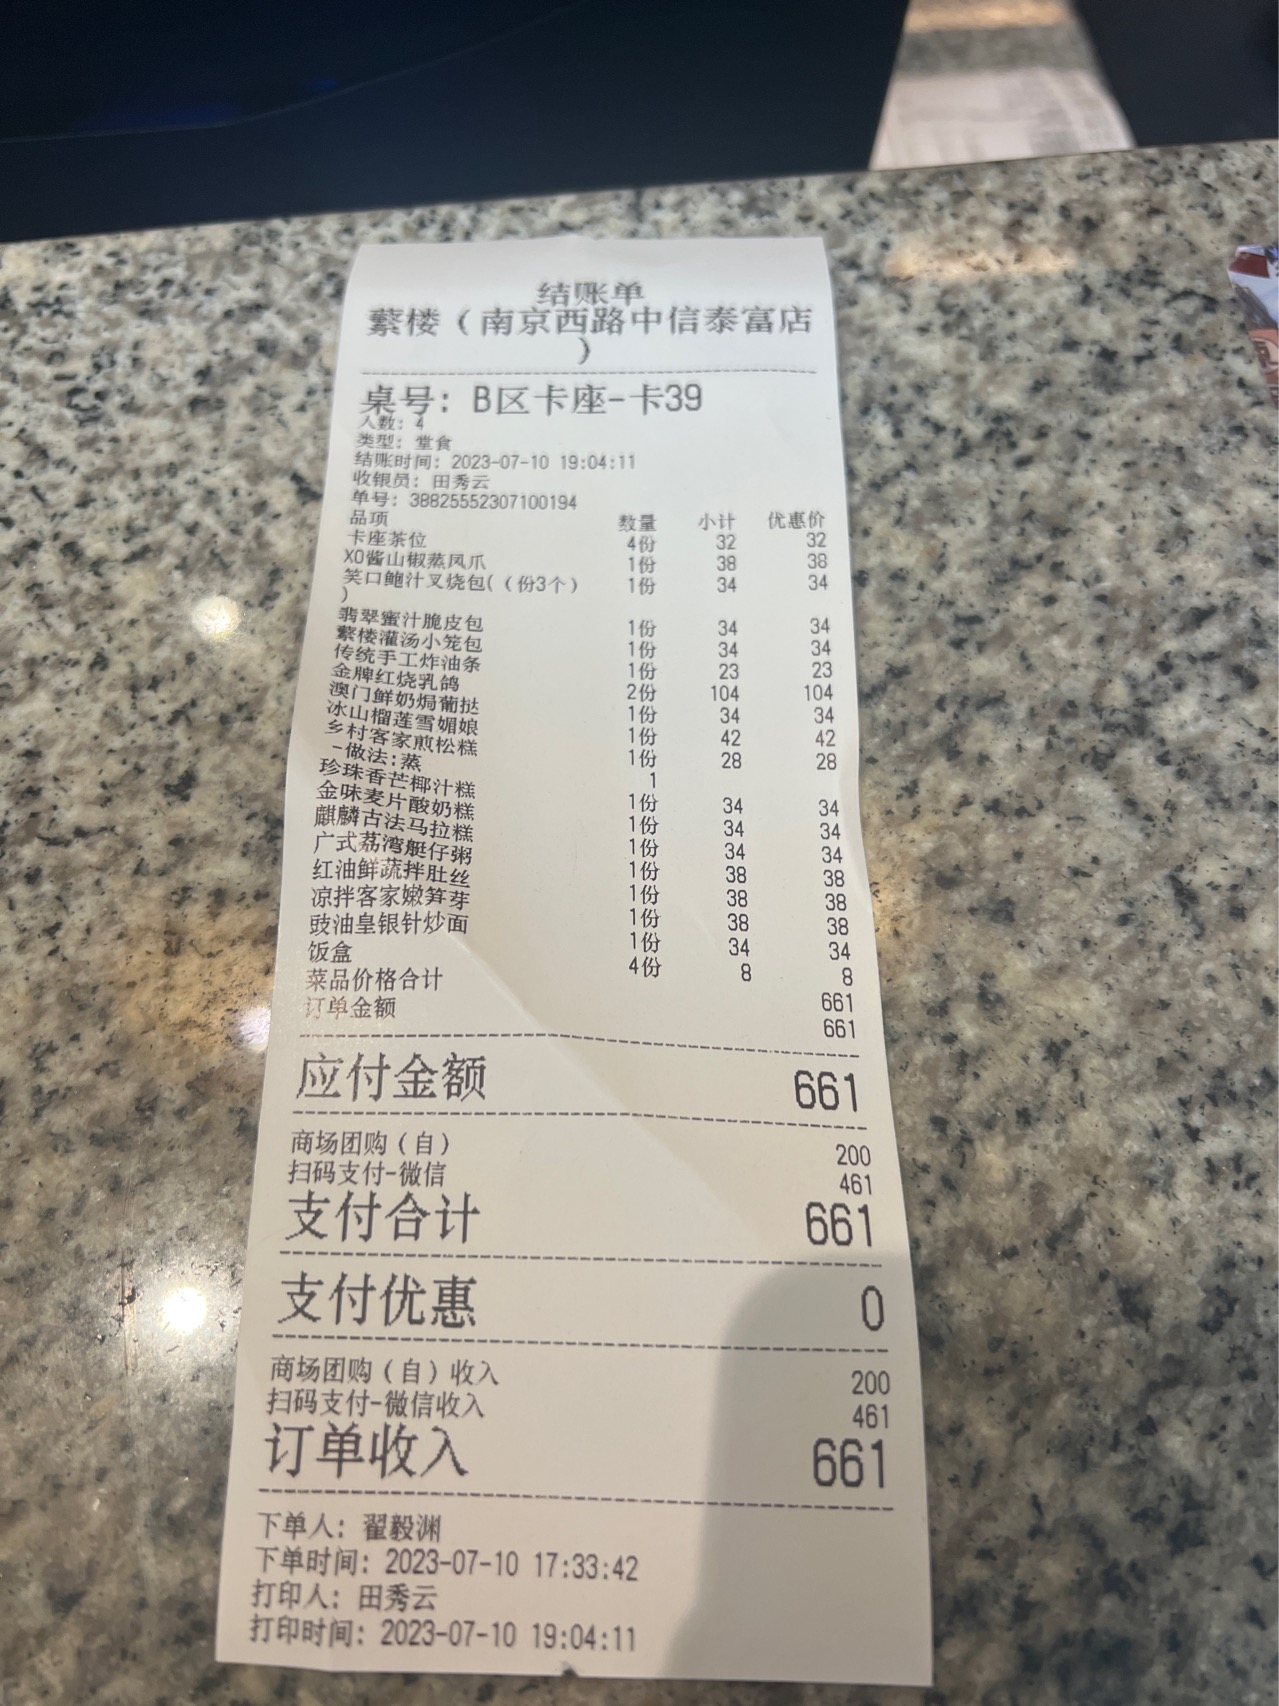 结账单
蘩楼（南京西路中信泰富店
）
桌号：B区卡座-卡39
人数：4
类型：堂食
结账时间：2023-07-10 19:04:11
收银员：田秀云
单号：38825552307100194
品项 数量 小计 优惠价
卡座茶位 4份 32 32
XO酱山椒蒸凤爪 1份 38 38
笑口鲍汁叉烧包(（份3个） 1份 34 34
)
翡翠蜜汁脆皮包 1份 34 34
蘩楼灌汤小笼包 1份 34 34
传统手工炸油条 1份 23 23
金牌红烧乳鸽 2份 104 104
澳门鲜奶焗葡挞 1份 34 34
冰山榴莲雪媚娘 1份 42 42
乡村客家煎松糕 1份 28 28
-做法:蒸 1
珍珠香芒椰汁糕 1份 34 34
金味麦片酸奶糕 1份 34 34
麒麟古法马拉糕 1份 34 34
广式荔湾艇仔粥 1份 38 38
红油鲜蔬拌肚丝 1份 38 38
凉拌客家嫩笋芽 1份 38 38
豉油皇银针炒面 1份 34 34
饭盒 4份 8 8
菜品价格合计 661
订单金额 661
应付金额 661
商场团购（自） 200
扫码支付-微信 461
支付合计 661
支付优惠 0
商场团购（自）收入 200
扫码支付-微信收入 461
订单收入 661
下单人：翟毅渊
下单时间：2023-07-10 17:33:42
打印人：田秀云
打印时间：2023-07-10 19:04:11